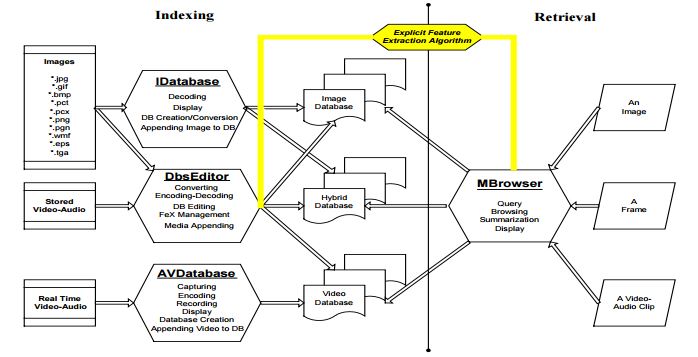 Indexing
Retrieval
Explicit Feature
Extraction Algorithm
Images
*.jpg
*.gif
*.bmp
*.pct
*.pcx
*.png
*.pgn
*.wmf
*.eps
*.tga
IDatabase
Decoding
Display
DB Creation/Conversion
Appending Image to DB
Image
Database
An
Image
Stored
Video-Audio
DbsEditor
Converting
Encoding-Decoding
DB Editing
FeX Management
Media Appending
Hybrid
Database
MBrowser
Query
Browsing
Summarization
Display
A
Frame
Real Time
Video-Audio
AVDatabase
Capturing
Encoding
Recording
Display
Database Creation
Appending Video to DB
Video
Database
A Video-
Audio Clip